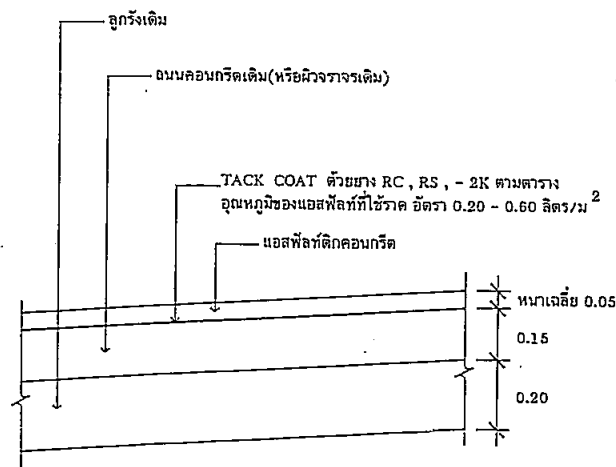 ลูกรังเดิม
ถนนคอนกรีตเดิม(หรือผิวจราจรเดิม)
TACK COAT ด้วยยาง RC , RS , - 2K ตามตาราง
อุณหภูมิของแอสฟัลท์ที่ใช้ราด อัตรา 0.20 - 0.60 ลิตร/ม²
แอสฟัลท์ติกคอนกรีต
หนาเฉลี่ย 0.05
0.15
0.20